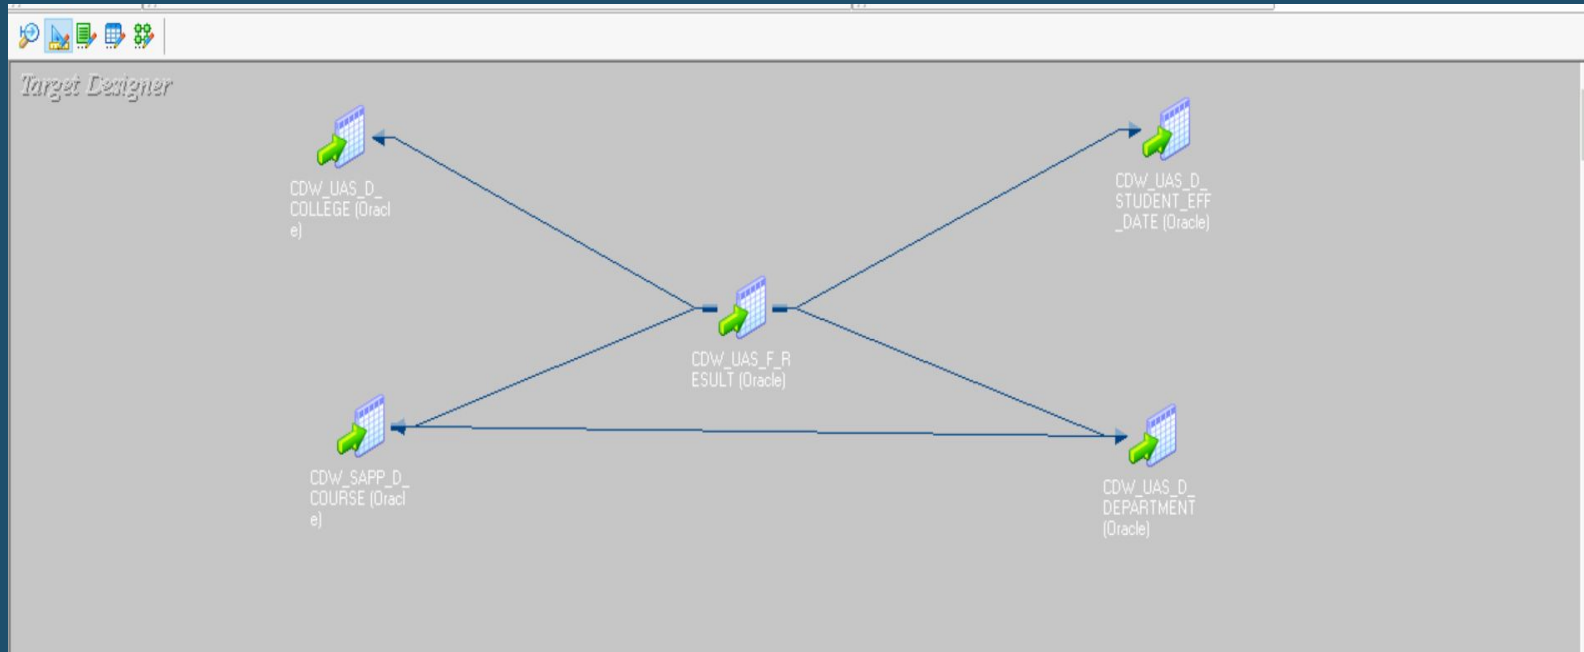 Target Designer
CDW_UAS_D_
COLLEGE (Oracl
e)
CDW_UAS_D_
STUDENT_EFF
_DATE (Oracle)
CDW_UAS_F_R
ESULT (Oracle)
CDW_SAPP_D_
COURSE (Oracl
e)
CDW_UAS_D_
DEPARTMENT
(Oracle)